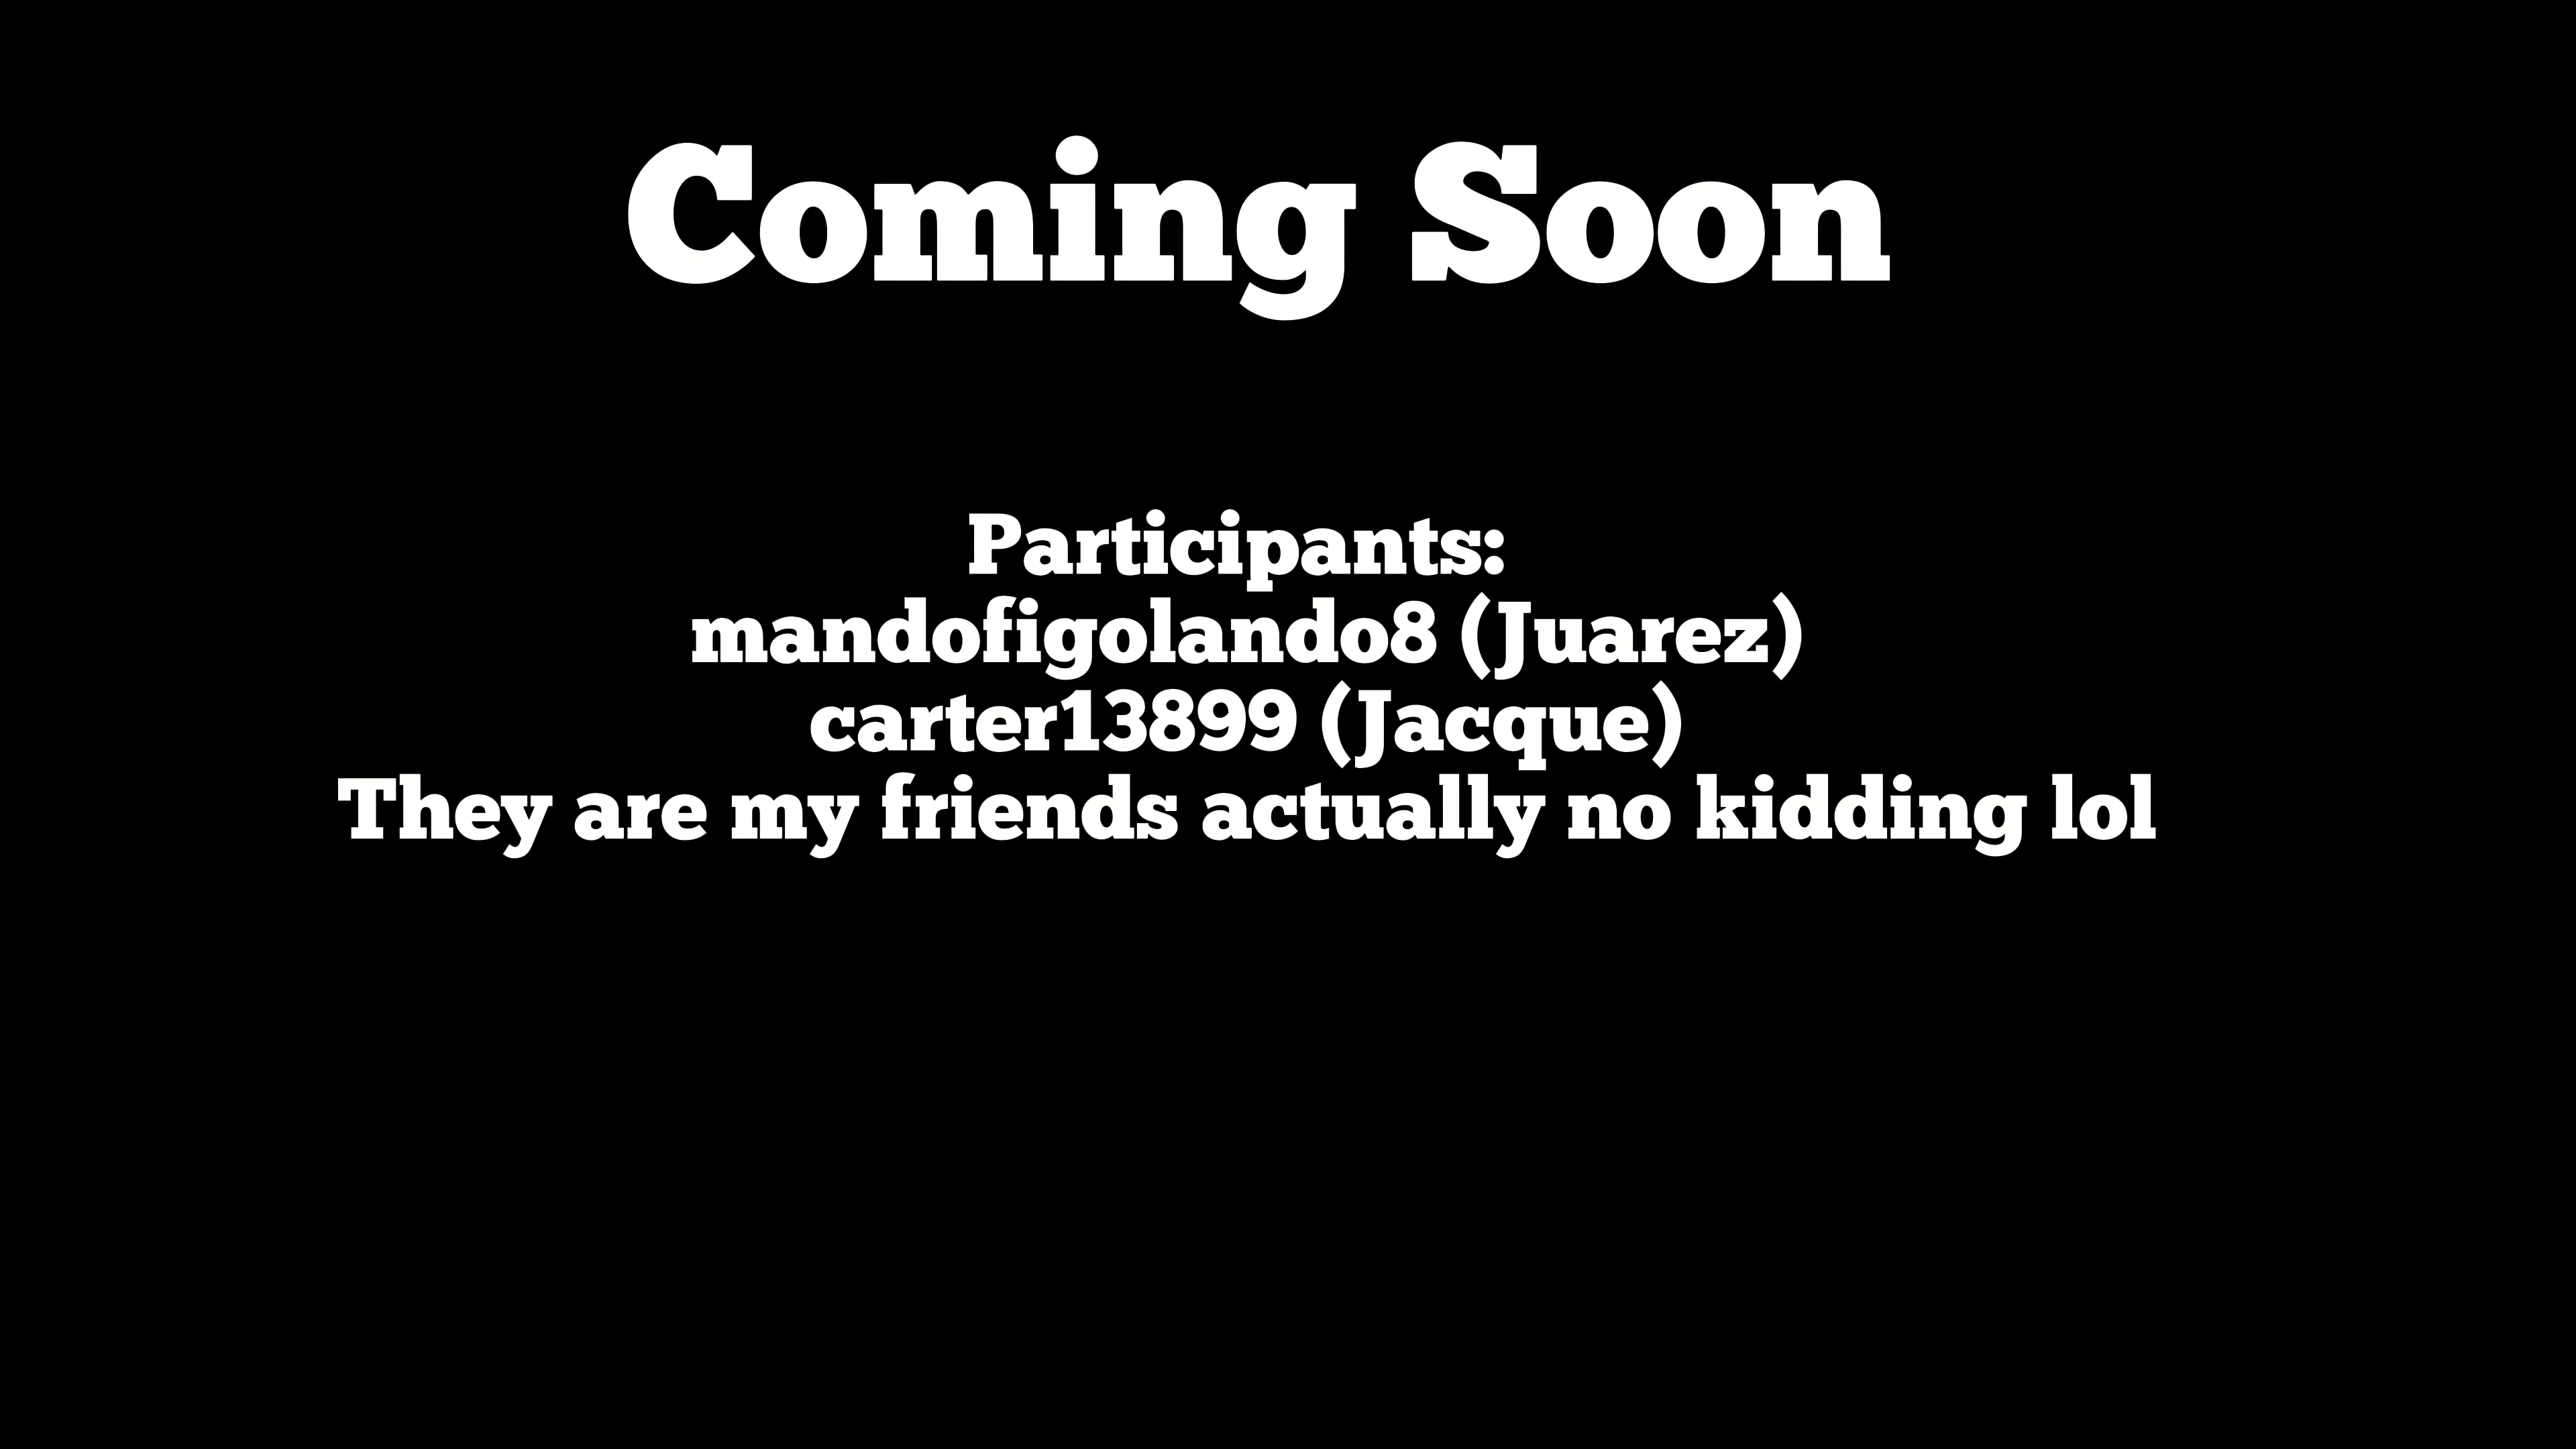 Coming Soon
Participants:
mandofigolando8 (Juarez)
carter13899 (Jacque)
They are my friends actually no kidding lol